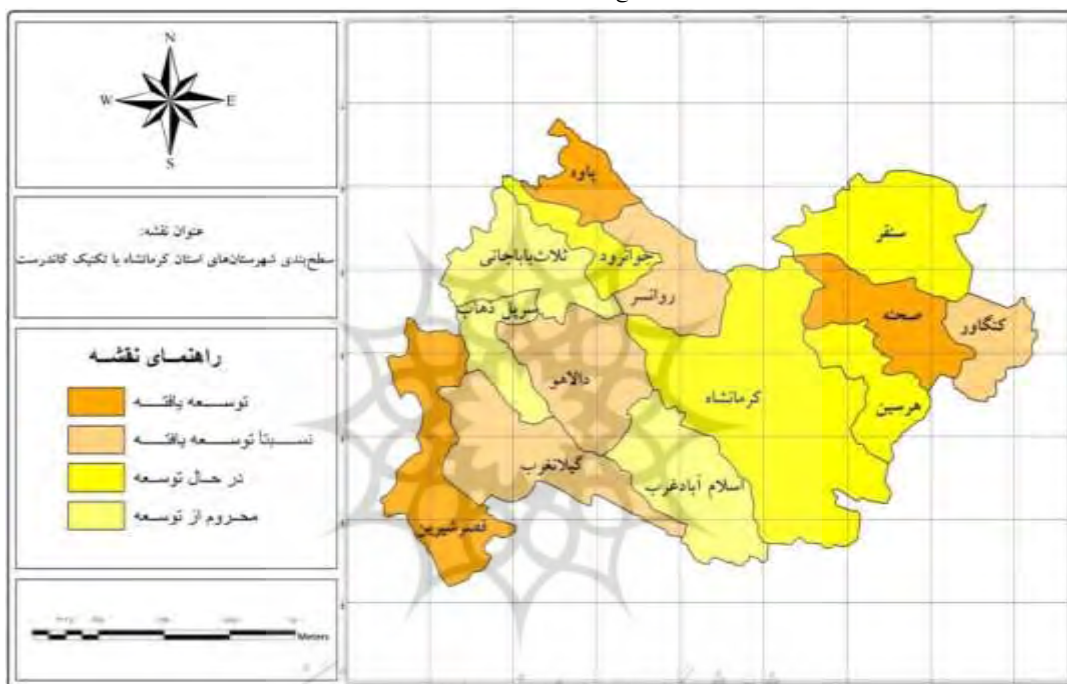 N
W
E
S
عنوان نقشه:
سطح‌بندی شهرستان‌های استان کرمانشاه با تکنیک کاندرست
راهنمای نقشه
توسعه یافته
نسبتاً توسعه یافته
در حال توسعه
محروم از توسعه
Meters
پاوه
سنقر
ثلاث باباجانی
جوانرود
روانسر
سرپل ذهاب
صحنه
کنگاور
دالاهو
کرمانشاه
هرسین
گیلانغرب
اسلام آبادغرب
قصرشیرین